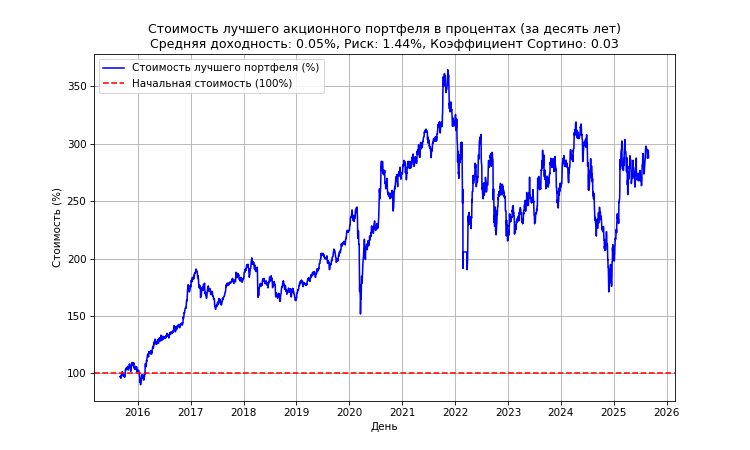 Стоимость лучшего акционного портфеля в процентах (за десять лет)
Средняя доходность: 0.05%, Риск: 1.44%, Коэффициент Сортино: 0.03
Стоимость лучшего портфеля (%)
Начальная стоимость (100%)
Стоимость (%)
350
300
250
200
150
100
2016 2017 2018 2019 2020 2021 2022 2023 2024 2025 2026
День